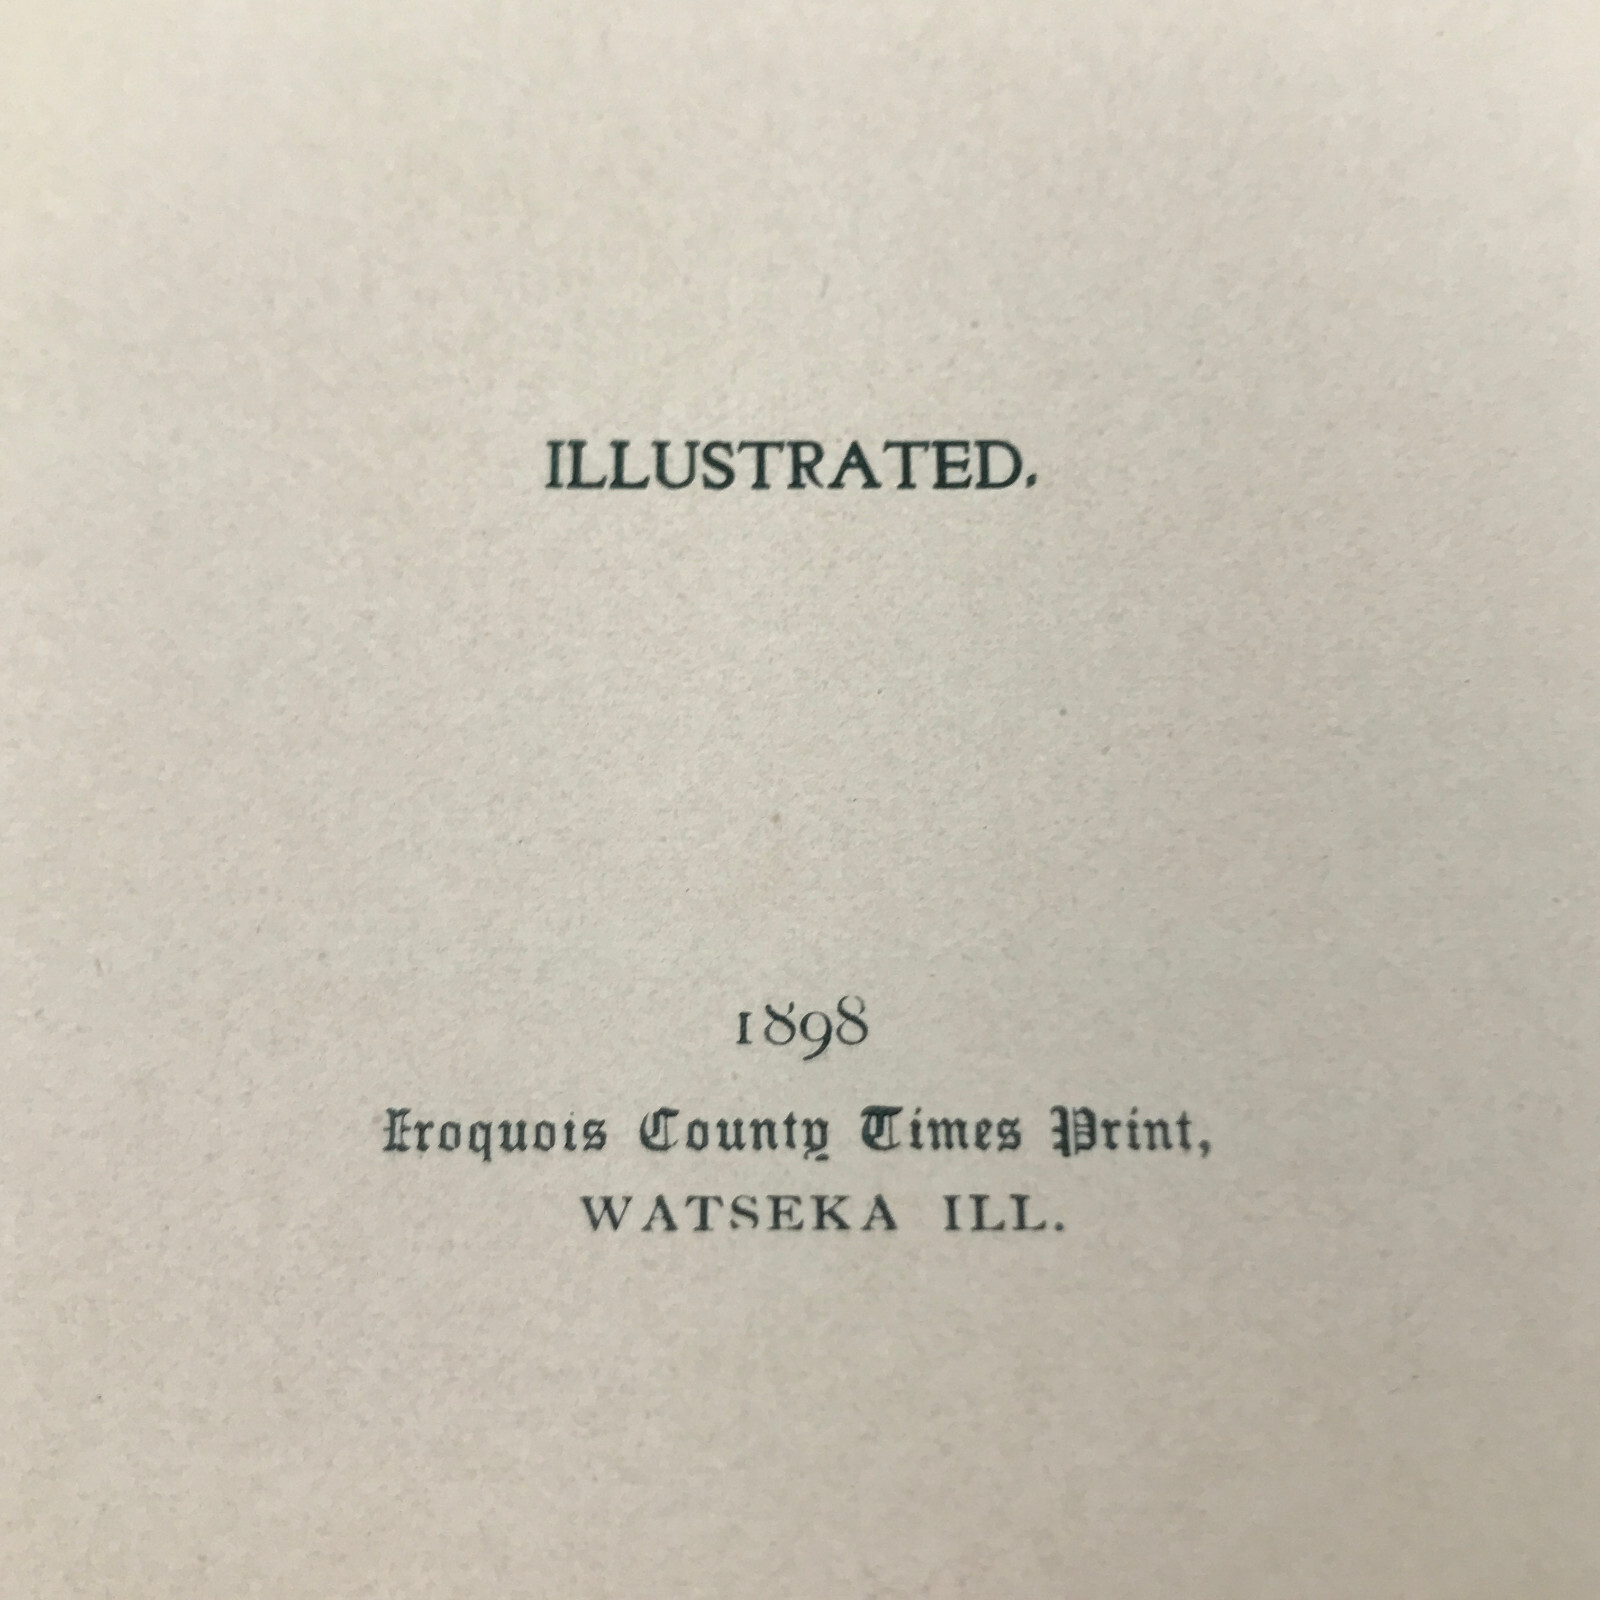 ILLUSTRATED.
1898
Iroquois County Times Print,
WATSEKA ILL.